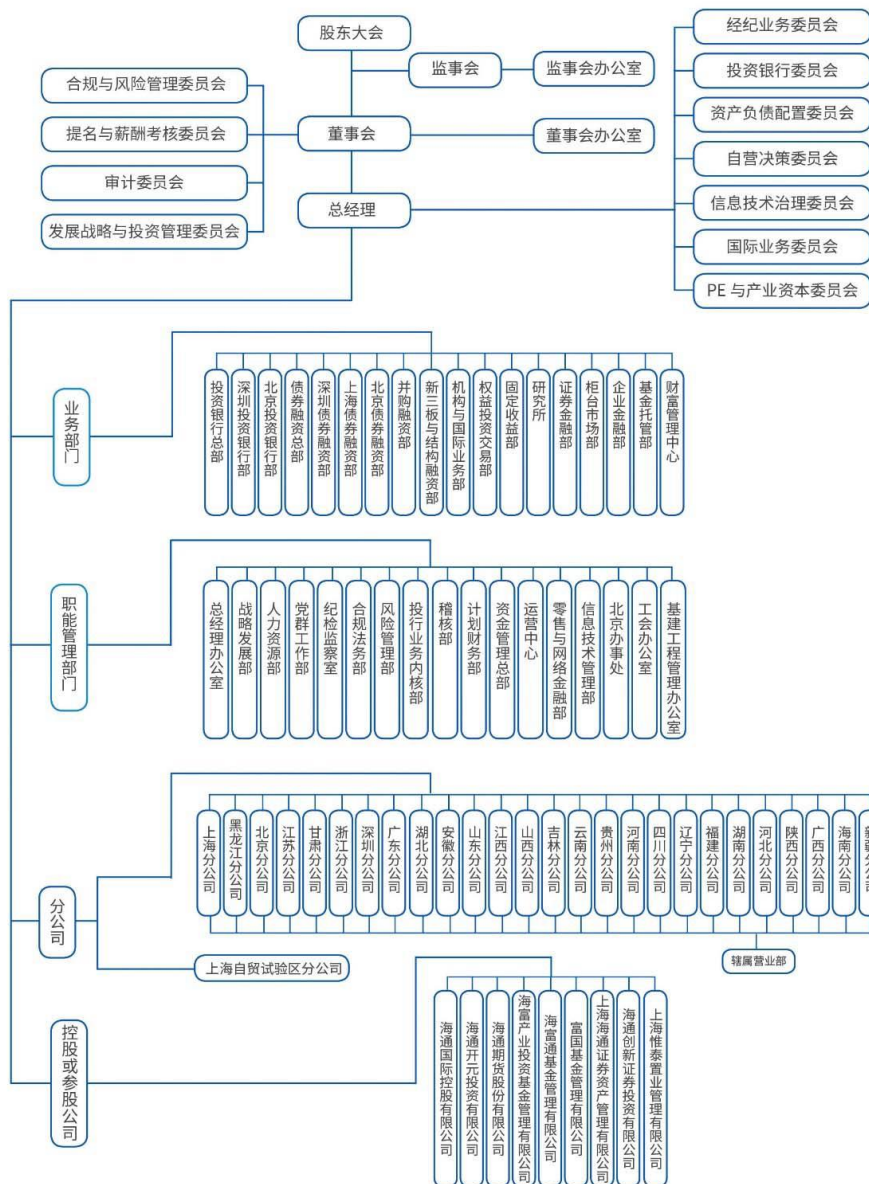 股东大会
监事会
监事会办公室
合规与风险管理委员会
提名与薪酬考核委员会
审计委员会
发展战略与投资管理委员会
董事会
董事会办公室
总经理
经纪业务委员会
投资银行委员会
资产负债配置委员会
自营决策委员会
信息技术治理委员会
国际业务委员会
PE 与产业资本委员会
业务部门
投资银行总部
深圳投资银行部
北京投资银行部
债券融资总部
深圳债券融资部
上海债券融资部
北京债券融资部
并购融资部
新三板与结构融资部
机构与国际业务部
权益投资交易部
固定收益部
研究所
证券金融部
柜台市场部
企业金融部
基金托管部
财富管理中心
职能管理部门
总经理办公室
战略发展部
人力资源部
党群工作部
纪检监察室
合规法务部
风险管理部
投行业务内核部
稽核部
计划财务部
资金管理总部
运营中心
零售与网络金融部
信息技术管理部
北京办事处
工会办公室
基建工程管理办公室
分公司
上海分公司
黑龙江分公司
北京分公司
江苏分公司
甘肃分公司
浙江分公司
深圳分公司
广东分公司
湖北分公司
安徽分公司
山东分公司
江西分公司
山西分公司
吉林分公司
云南分公司
贵州分公司
河南分公司
四川分公司
辽宁分公司
福建分公司
湖南分公司
河北分公司
陕西分公司
广西分公司
海南分公司
新疆分公司
辖属营业部
上海自贸试验区分公司
控股或参股公司
海通国际控股有限公司
海通开元投资有限公司
海通期货股份有限公司
海富产业投资基金管理有限公司
海富通基金管理有限公司
富国基金管理有限公司
上海海通证券资产管理有限公司
海通创新证券投资有限公司
上海惟泰置业管理有限公司